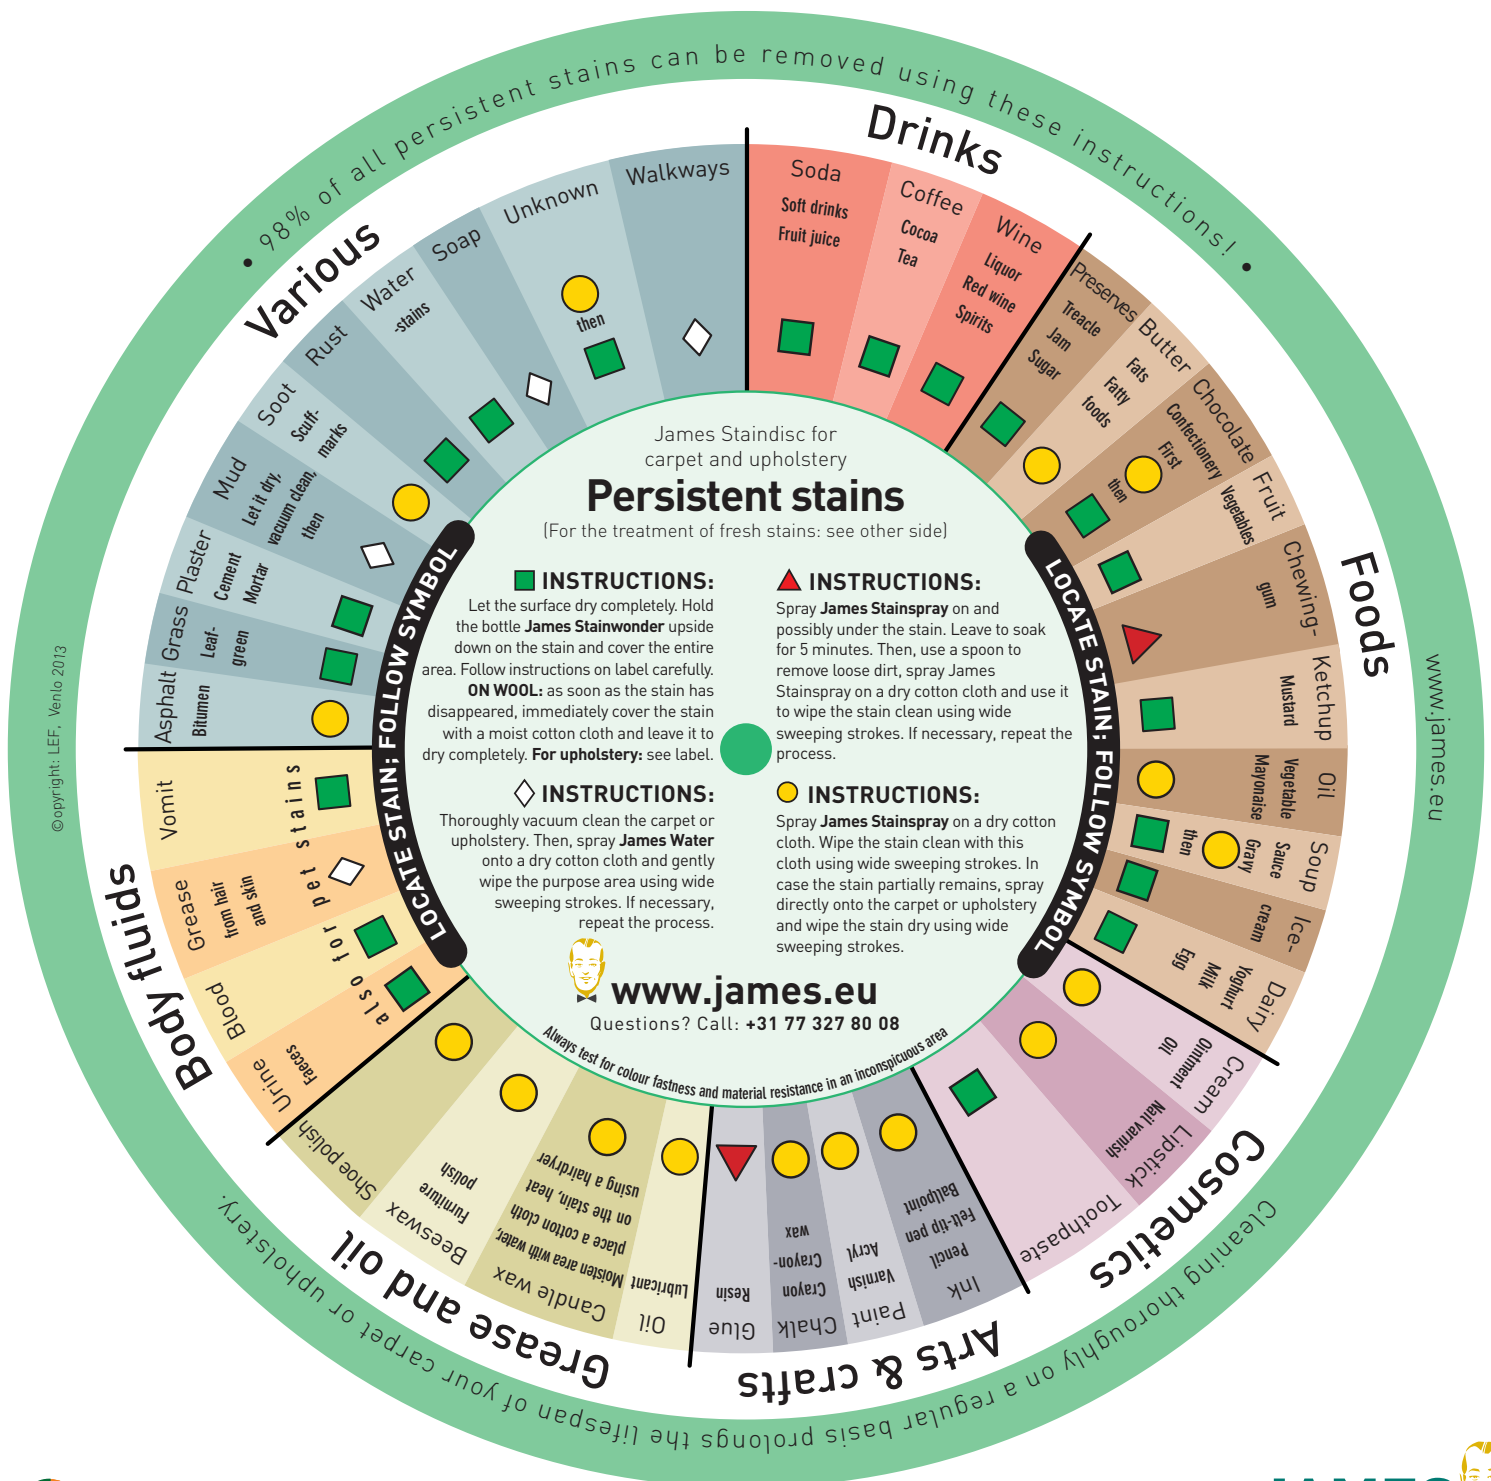 • 98% of all persistent stains can be removed using these instructions! •
www.james.eu
Cleaning thoroughly on a regular basis prolongs the lifespan of your carpet or upholstery.
©opyright: LEF, Venlo 2013
Drinks
Soda
Soft drinks
Fruit juice
Coffee
Cocoa
Tea
Wine
Liquor
Red wine
Spirits
Foods
Preserves
Treacle
Jam
Sugar
Butter
Fats
Fatty
foods
Chocolate
Confectionery
First
then
Fruit
Vegetables
Chewing-
gum
Ketchup
Mustard
Oil
Vegetable
Mayonaise
Soup
Sauce
Gravy
then
Ice-
cream
Dairy
Yoghurt
Milk
Egg
Cosmetics
Cream
Ointment
Oil
Lipstick
Nail varnish
Toothpaste
Arts & crafts
Ink
Pencil
Felt-tip pen
Ballpoint
Paint
Varnish
Acryl
Chalk
Crayon
Crayon-
wax
Glue
Resin
Grease and oil
Oil
Lubricant
Candle wax
Moisten area with water,
place a cotton cloth
on the stain, heat
using a hairdryer
Beeswax
Furniture
polish
Shoe polish
Body fluids
Urine
Faeces
Blood
Grease
from hair
and skin
Vomit
also for pet stains
Various
Asphalt
Bitumen
Grass
Leaf-
green
Plaster
Cement
Mortar
Mud
Let it dry,
vacuum clean,
then
Soot
Scuff-
marks
Rust
Water
-stains
Soap
Unknown
then
Walkways
LOCATE STAIN; FOLLOW SYMBOL
LOCATE STAIN; FOLLOW SYMBOL
James Staindisc for
carpet and upholstery
Persistent stains
(For the treatment of fresh stains: see other side)
INSTRUCTIONS:
Let the surface dry completely. Hold
the bottle James Stainwonder upside
down on the stain and cover the entire
area. Follow instructions on label carefully.
ON WOOL: as soon as the stain has
disappeared, immediately cover the stain
with a moist cotton cloth and leave it to
dry completely. For upholstery: see label.
INSTRUCTIONS:
Spray James Stainspray on and
possibly under the stain. Leave to soak
for 5 minutes. Then, use a spoon to
remove loose dirt, spray James
Stainspray on a dry cotton cloth and use it
to wipe the stain clean using wide
sweeping strokes. If necessary, repeat the
process.
INSTRUCTIONS:
Thoroughly vacuum clean the carpet or
upholstery. Then, spray James Water
onto a dry cotton cloth and gently
wipe the purpose area using wide
sweeping strokes. If necessary,
repeat the process.
INSTRUCTIONS:
Spray James Stainspray on a dry cotton
cloth. Wipe the stain clean with this
cloth using wide sweeping strokes. In
case the stain partially remains, spray
directly onto the carpet or upholstery
and wipe the stain dry using wide
sweeping strokes.
www.james.eu
Questions? Call: +31 77 327 80 08
Always test for colour fastness and material resistance in an inconspicuous area